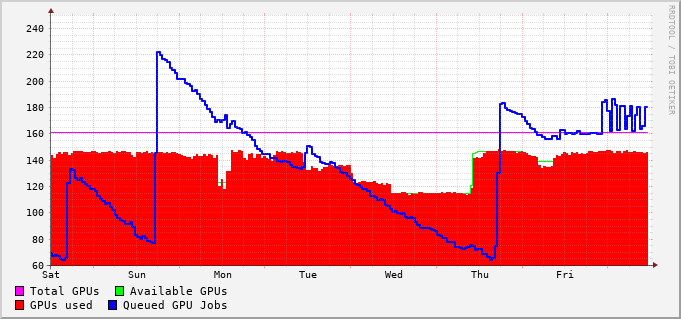 RRDTOOL / TOBI OETIKER
240
220
200
180
160
140
120
100
80
60
Sat Sun Mon Tue Wed Thu Fri
Total GPUs Available GPUs
GPUs used Queued GPU Jobs